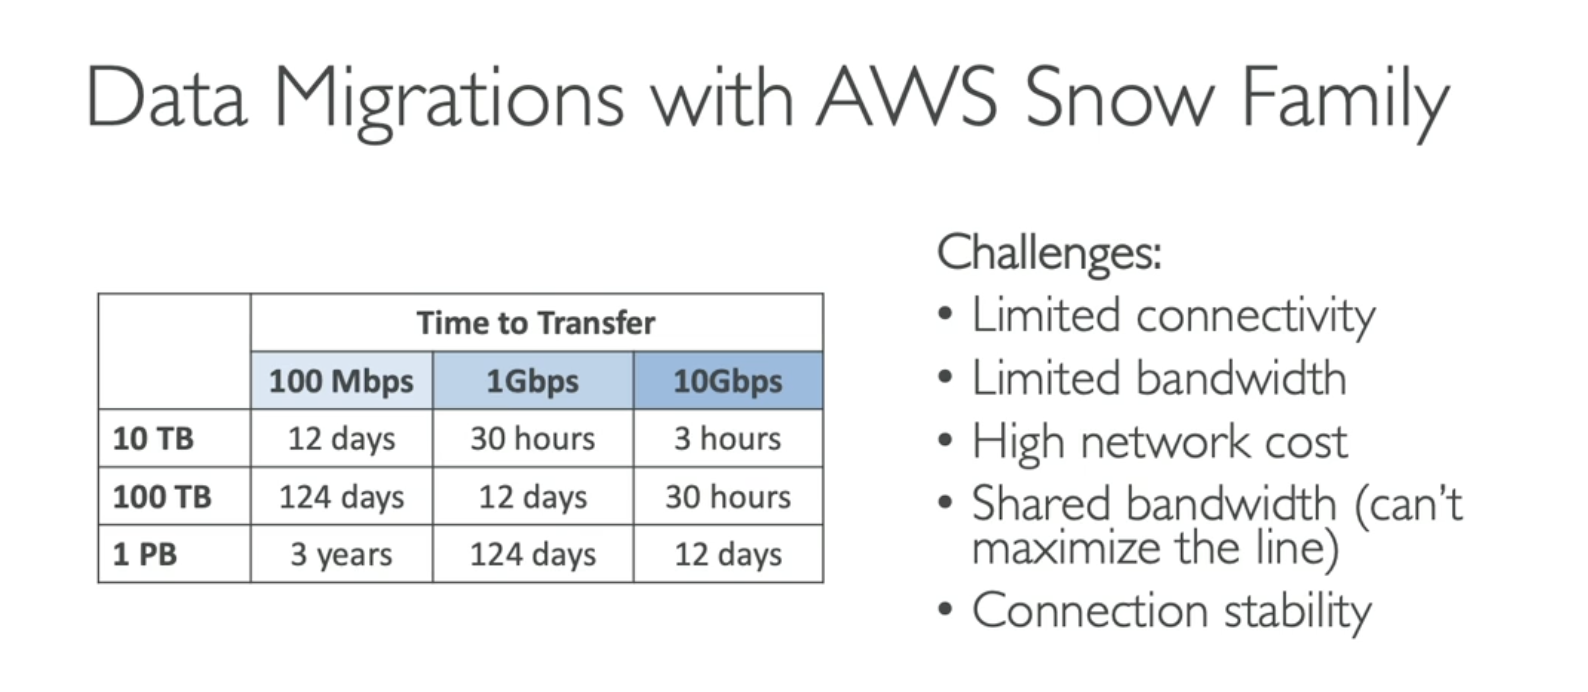 Data Migrations with AWS Snow Family
Time to Transfer
100 Mbps 1Gbps 10Gbps
10 TB 12 days 30 hours 3 hours
100 TB 124 days 12 days 30 hours
1 PB 3 years 124 days 12 days
Challenges:
• Limited connectivity
• Limited bandwidth
• High network cost
• Shared bandwidth (can't
maximize the line)
• Connection stability